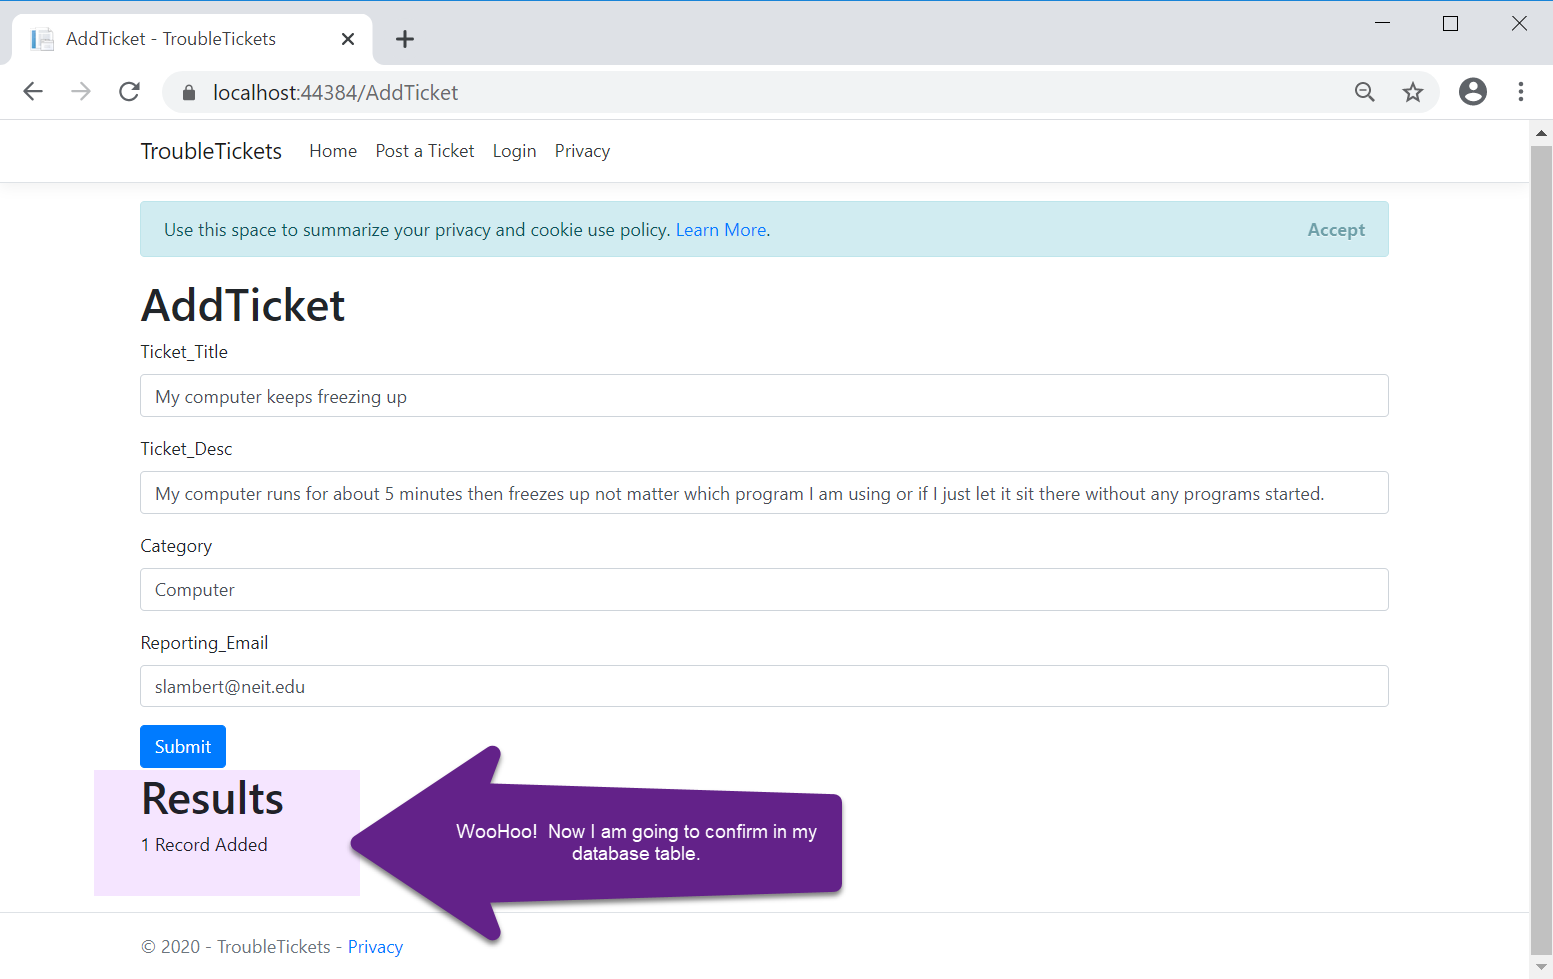 AddTicket - TroubleTickets
localhost:44384/AddTicket
TroubleTickets Home Post a Ticket Login Privacy
Use this space to summarize your privacy and cookie use policy. Learn More. Accept
AddTicket
Ticket_Title
My computer keeps freezing up
Ticket_Desc
My computer runs for about 5 minutes then freezes up not matter which program I am using or if I just let it sit there without any programs started.
Category
Computer
Reporting_Email
slambert@neit.edu
Submit
Results
1 Record Added
WooHoo!  Now I am going to confirm in my
database table.
© 2020 - TroubleTickets - Privacy